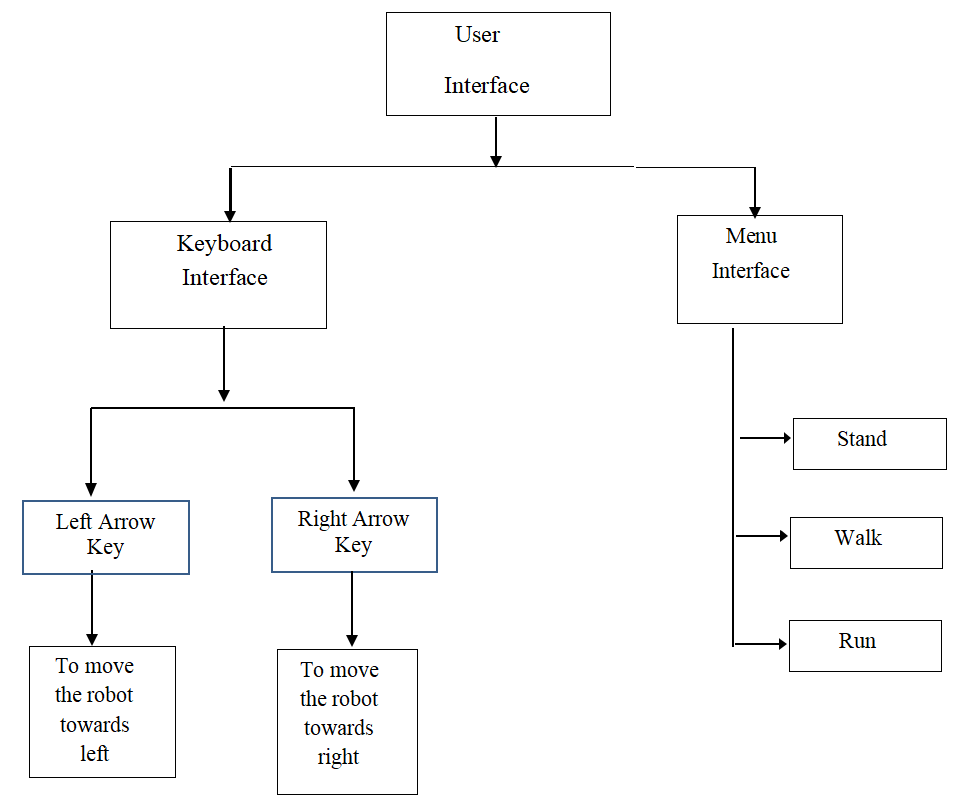 User
Interface
Keyboard
Interface
Menu
Interface
Left Arrow
Key
Right Arrow
Key
Stand
Walk
Run
To move
the robot
towards
left
To move
the robot
towards
right